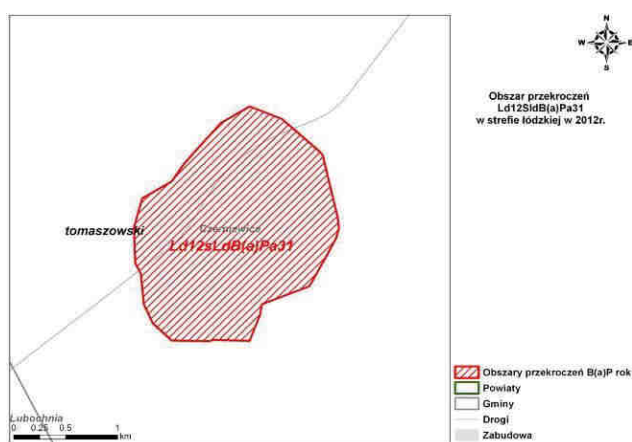 N
W E
S
Obszar przekroczeń
Ld12SldB(a)Pa31
w strefie łódzkiej w 2012r.
tomaszowski
Czerniewice
Ld12sLdB(a)Pa31
Obszary przekroczeń B(a)P rok
Powiaty
Gminy
Drogi
Zabudowa
Lubochnia
0 0.25 0.5 1
km